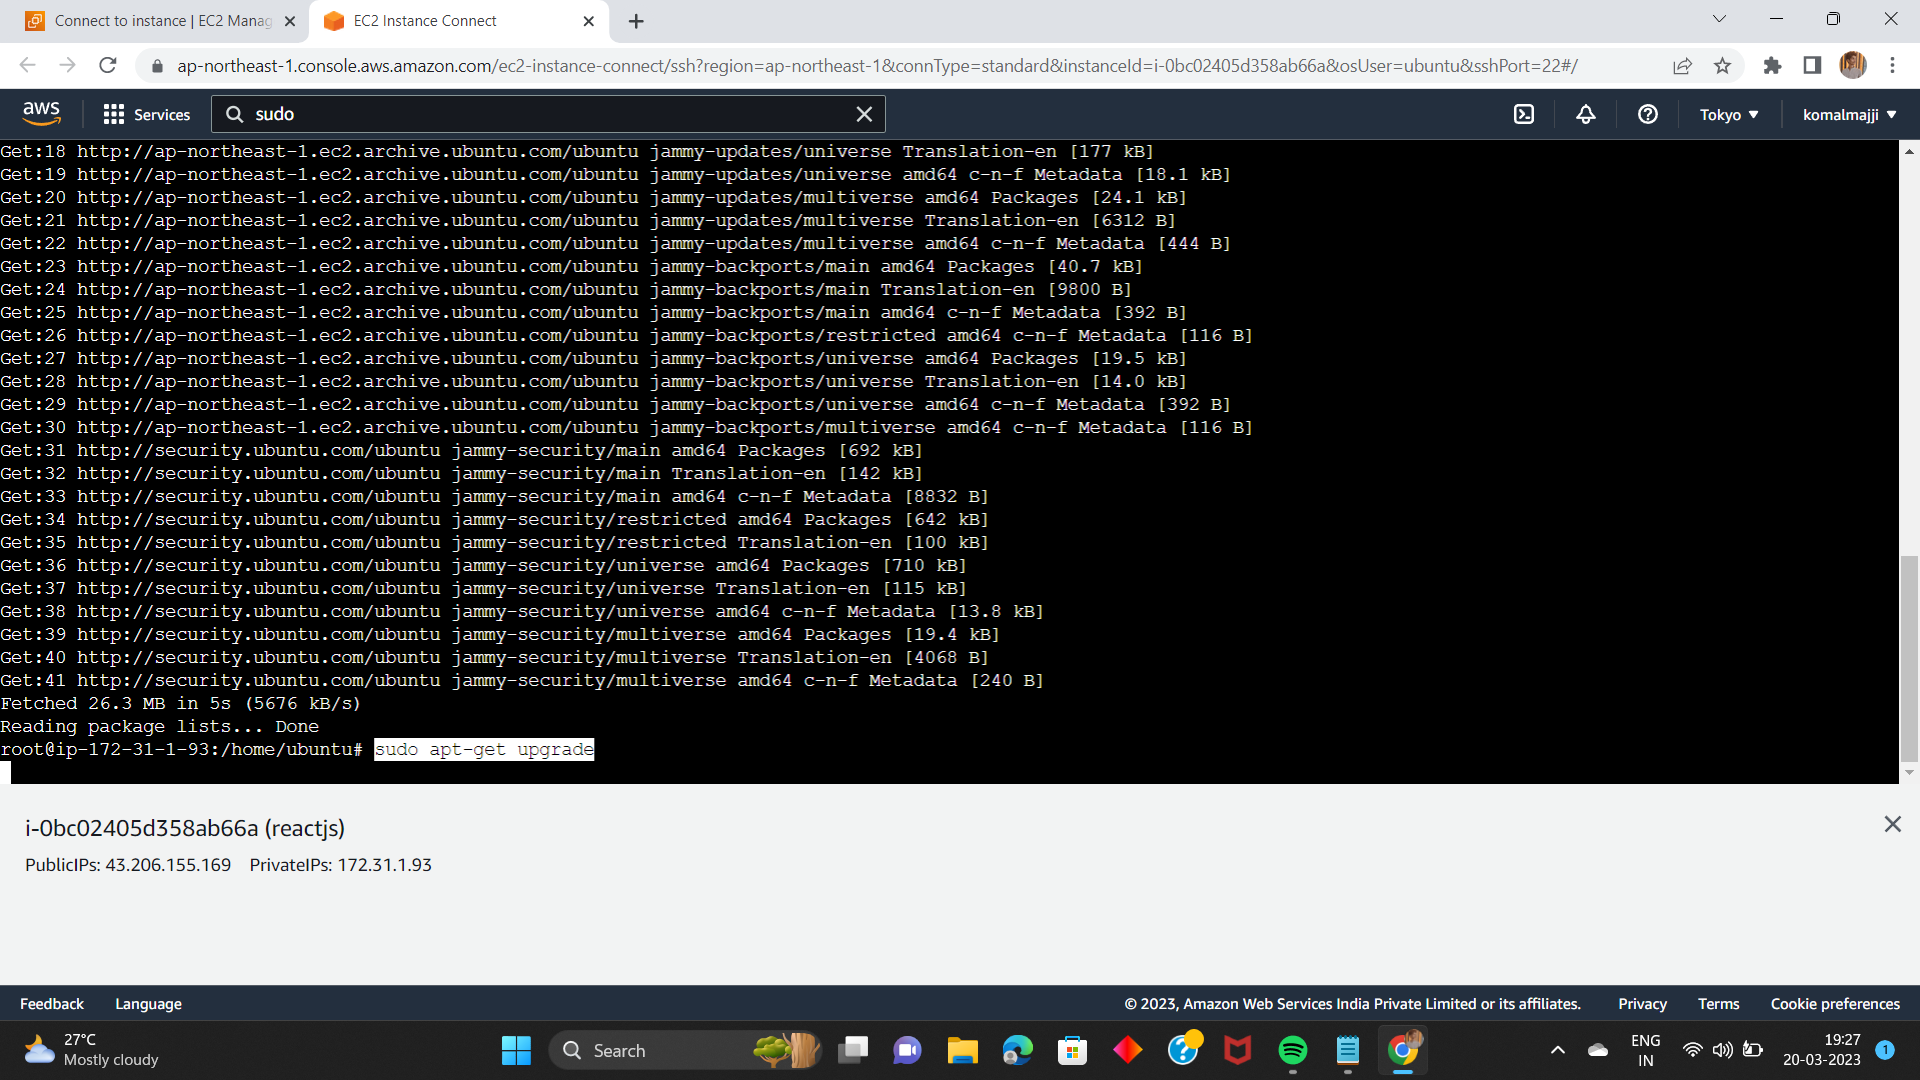 Connect to instance | EC2 Manag
EC2 Instance Connect
ap-northeast-1.console.aws.amazon.com/ec2-instance-connect/ssh?region=ap-northeast-1&connType=standard&instanceId=i-0bc02405d358ab66a&osUser=ubuntu&sshPort=22#/
aws Services sudo Tokyo komalmajji
Get:18 http://ap-northeast-1.ec2.archive.ubuntu.com/ubuntu jammy-updates/universe Translation-en [177 kB]
Get:19 http://ap-northeast-1.ec2.archive.ubuntu.com/ubuntu jammy-updates/universe amd64 c-n-f Metadata [18.1 kB]
Get:20 http://ap-northeast-1.ec2.archive.ubuntu.com/ubuntu jammy-updates/multiverse amd64 Packages [24.1 kB]
Get:21 http://ap-northeast-1.ec2.archive.ubuntu.com/ubuntu jammy-updates/multiverse Translation-en [6312 B]
Get:22 http://ap-northeast-1.ec2.archive.ubuntu.com/ubuntu jammy-updates/multiverse amd64 c-n-f Metadata [444 B]
Get:23 http://ap-northeast-1.ec2.archive.ubuntu.com/ubuntu jammy-backports/main amd64 Packages [40.7 kB]
Get:24 http://ap-northeast-1.ec2.archive.ubuntu.com/ubuntu jammy-backports/main Translation-en [9800 B]
Get:25 http://ap-northeast-1.ec2.archive.ubuntu.com/ubuntu jammy-backports/main amd64 c-n-f Metadata [392 B]
Get:26 http://ap-northeast-1.ec2.archive.ubuntu.com/ubuntu jammy-backports/restricted amd64 c-n-f Metadata [116 B]
Get:27 http://ap-northeast-1.ec2.archive.ubuntu.com/ubuntu jammy-backports/universe amd64 Packages [19.5 kB]
Get:28 http://ap-northeast-1.ec2.archive.ubuntu.com/ubuntu jammy-backports/universe Translation-en [14.0 kB]
Get:29 http://ap-northeast-1.ec2.archive.ubuntu.com/ubuntu jammy-backports/universe amd64 c-n-f Metadata [392 B]
Get:30 http://ap-northeast-1.ec2.archive.ubuntu.com/ubuntu jammy-backports/multiverse amd64 c-n-f Metadata [116 B]
Get:31 http://security.ubuntu.com/ubuntu jammy-security/main amd64 Packages [692 kB]
Get:32 http://security.ubuntu.com/ubuntu jammy-security/main Translation-en [142 kB]
Get:33 http://security.ubuntu.com/ubuntu jammy-security/main amd64 c-n-f Metadata [8832 B]
Get:34 http://security.ubuntu.com/ubuntu jammy-security/restricted amd64 Packages [642 kB]
Get:35 http://security.ubuntu.com/ubuntu jammy-security/restricted Translation-en [100 kB]
Get:36 http://security.ubuntu.com/ubuntu jammy-security/universe amd64 Packages [710 kB]
Get:37 http://security.ubuntu.com/ubuntu jammy-security/universe Translation-en [115 kB]
Get:38 http://security.ubuntu.com/ubuntu jammy-security/universe amd64 c-n-f Metadata [13.8 kB]
Get:39 http://security.ubuntu.com/ubuntu jammy-security/multiverse amd64 Packages [19.4 kB]
Get:40 http://security.ubuntu.com/ubuntu jammy-security/multiverse Translation-en [4068 B]
Get:41 http://security.ubuntu.com/ubuntu jammy-security/multiverse amd64 c-n-f Metadata [240 B]
Fetched 26.3 MB in 5s (5676 kB/s)
Reading package lists... Done
root@ip-172-31-1-93:/home/ubuntu# sudo apt-get upgrade
i-0bc02405d358ab66a (reactjs)
PublicIPs: 43.206.155.169 PrivateIPs: 172.31.1.93
Feedback Language © 2023, Amazon Web Services India Private Limited or its affiliates. Privacy Terms Cookie preferences
27°C
Mostly cloudy
Search
ENG
IN
19:27
20-03-2023
1